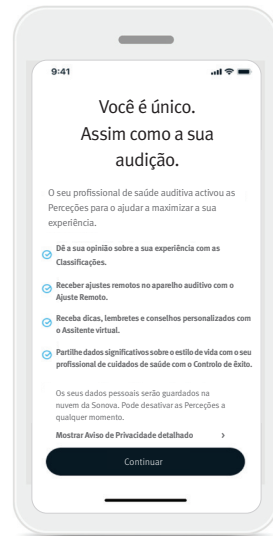 9:41
Você é único.
Assim como a sua
audição.
O seu profissional de saúde auditiva activou as
Perceções para o ajudar a maximizar a sua
experiência.
Dê a sua opinião sobre a sua experiência com as
Classificações.
Receber ajustes remotos no aparelho auditivo com o
Ajuste Remoto.
Receba dicas, lembretes e conselhos personalizados com
o Assitente virtual.
Partilhe dados significativos sobre o estilo de vida com o seu
profissional de cuidados de saúde com o Controlo de êxito.
Os seus dados pessoais serão guardados na
nuvem da Sonova. Pode desativar as Perceções a
qualquer momento.
Mostrar Aviso de Privacidade detalhado >
Continuar